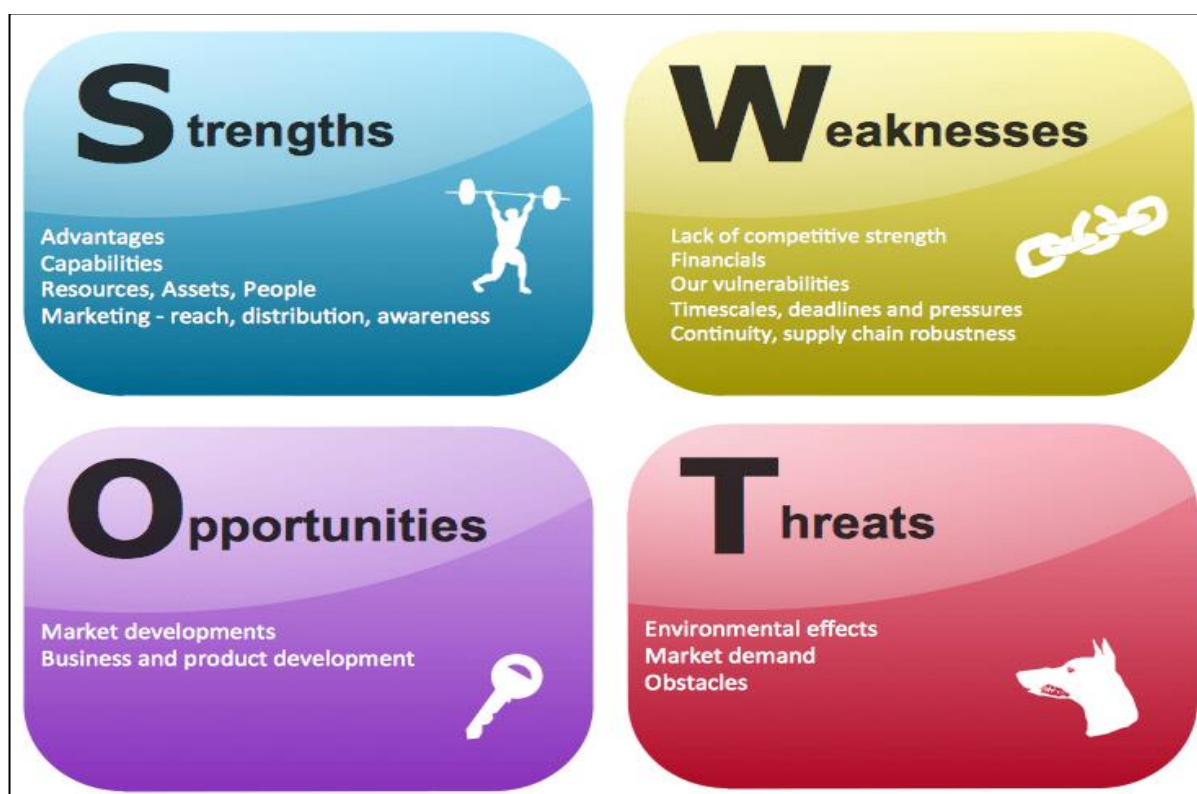 Strengths
Advantages
Capabilities
Resources, Assets, People
Marketing - reach, distribution, awareness
Weaknesses
Lack of competitive strength
Financials
Our vulnerabilities
Timescales, deadlines and pressures
Continuity, supply chain robustness
Opportunities
Market developments
Business and product development
Threats
Environmental effects
Market demand
Obstacles